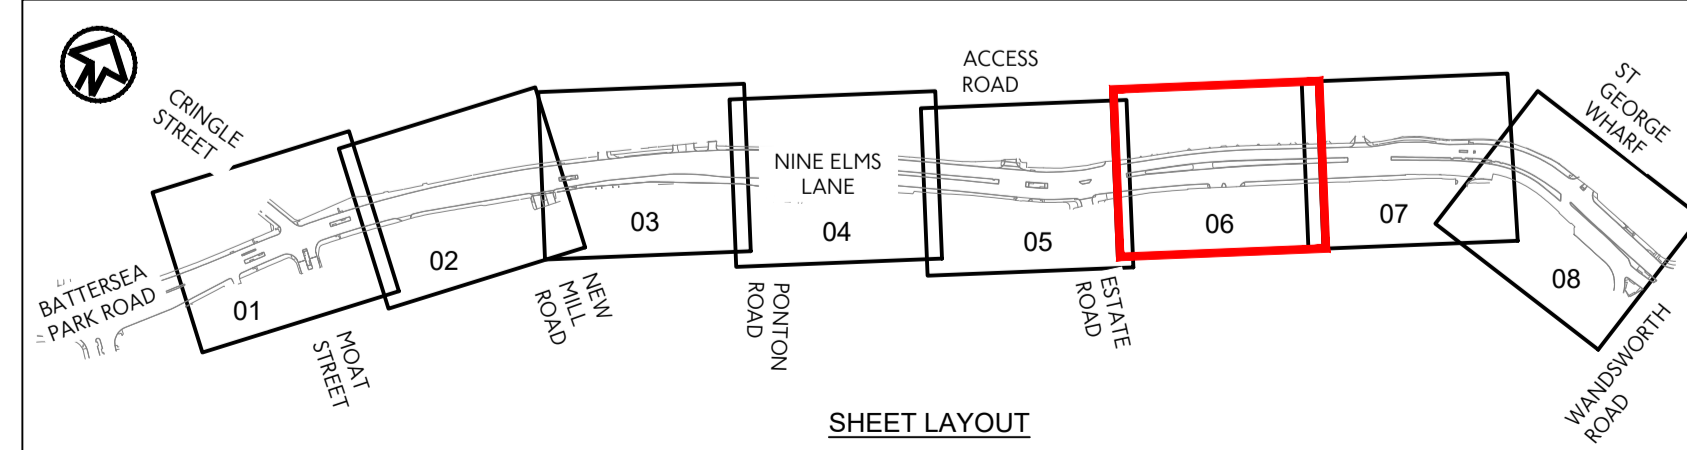 N
CRINGLE
STREET
BATTERSEA
PARK ROAD
01
MOAT
STREET
02
NEW
MILL
ROAD
03
PONTON
ROAD
NINE ELMS
LANE
04
ACCESS
ROAD
05
ESTATE
ROAD
06
07
ST
GEORGE
WHARF
08
WANDSWORTH
ROAD
SHEET LAYOUT